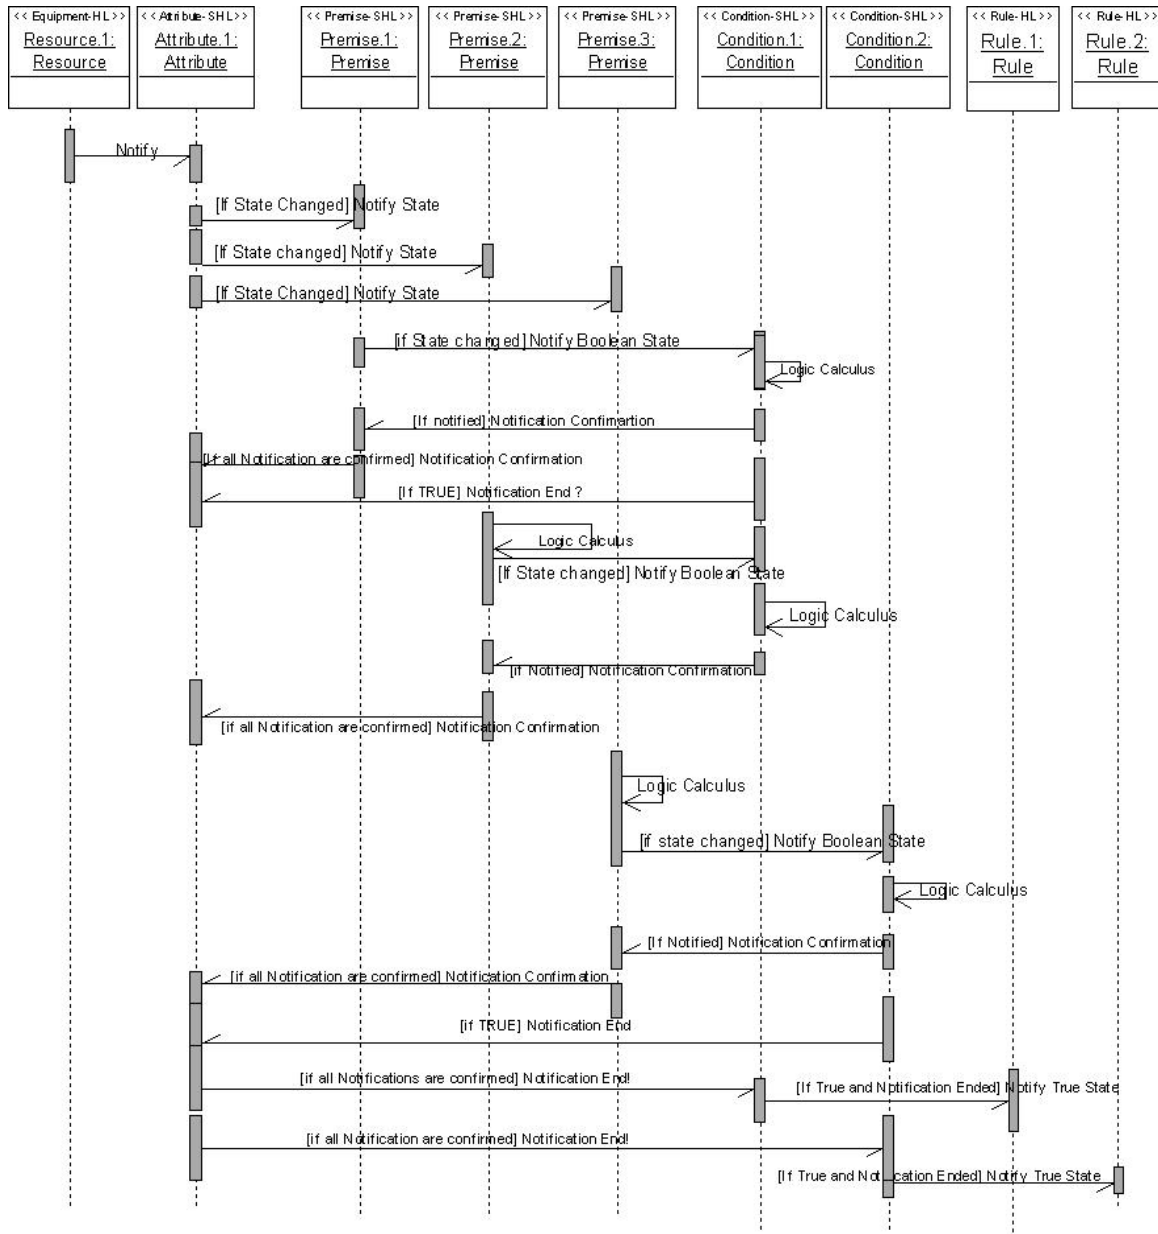 << Equipment-HL>>
Resource.1:
Resource
<< Attribute-SHL>>
Attribute.1:
Attribute
<< Premise-SHL>>
Premise.1:
Premise
<< Premise-SHL>>
Premise.2:
Premise
<< Premise-SHL>>
Premise.3:
Premise
<< Condition-SHL>>
Condition.1:
Condition
<< Condition-SHL>>
Condition.2:
Condition
<< Rule-HL>>
Rule.1:
Rule
<< Rule-HL>>
Rule.2:
Rule
Notify
[If State Changed] Notify State
[If State changed] Notify State
[If State Changed] Notify State
[if State changed] Notify Boolean State
Logic Calculus
[If notified] Notification Confimartion
[If all Notification are confirmed] Notification Confirmation
[If TRUE] Notification End ?
Logic Calculus
[If State changed] Notify Boolean State
Logic Calculus
[if Notified] Notification Confirmation
[if all Notification are confirmed] Notification Confirmation
Logic Calculus
[if state changed] Notify Boolean State
Logic Calculus
[If Notified] Notification Confirmation
[if all Notification are confirmed] Notification Confirmation
[if TRUE] Notification End
[if all Notifications are confirmed] Notification End!
[If True and Notification Ended] Notify True State
[if all Notification are confirmed] Notification End!
[If True and Notification Ended] Notify True State